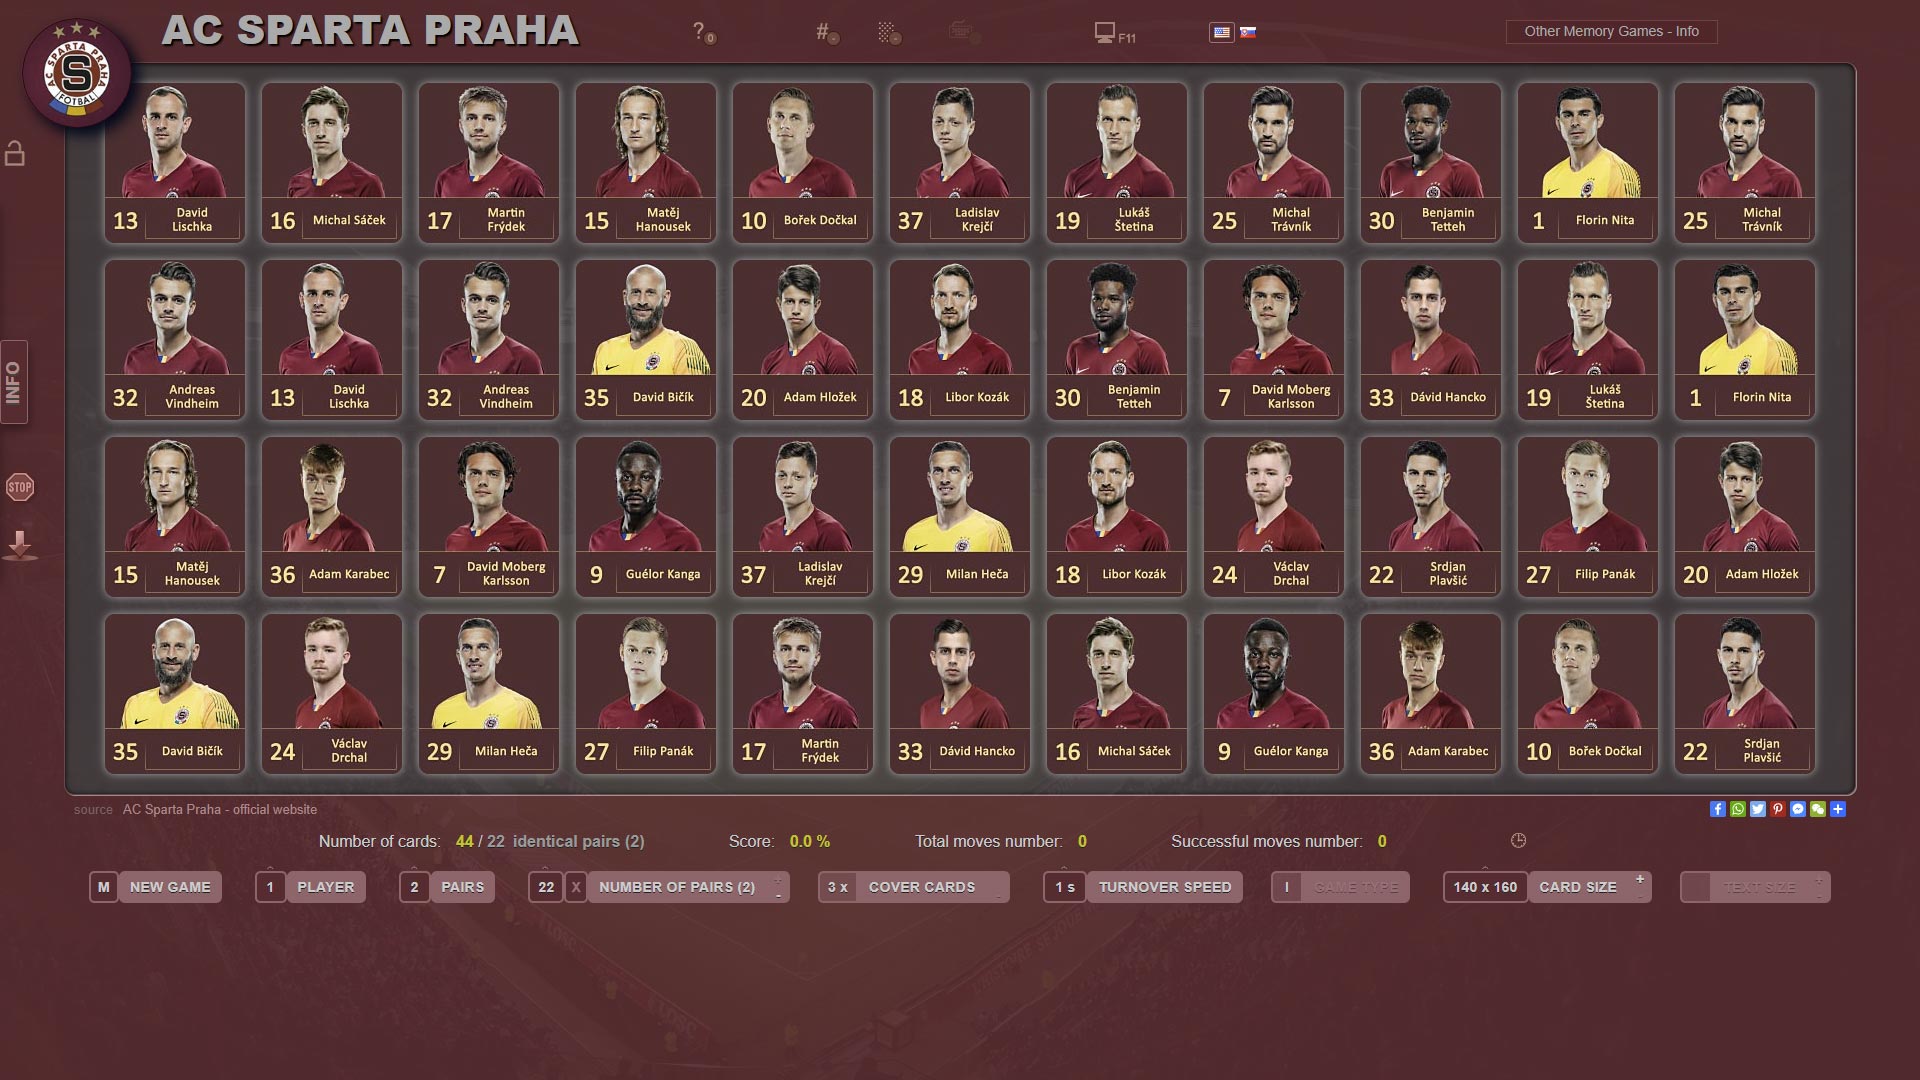 AC SPARTA PRAHA
? 0
#
F11
Other Memory Games - Info
AC SPARTA PRAHA
FOTBAL
13 David Lischka
16 Michal Sáček
17 Martin Frýdek
15 Matěj Hanousek
10 Bořek Dočkal
37 Ladislav Krejčí
19 Lukáš Štetina
25 Michal Trávník
30 Benjamin Tetteh
1 Florin Nita
25 Michal Trávník
32 Andreas Vindheim
13 David Lischka
32 Andreas Vindheim
35 David Bičík
20 Adam Hložek
18 Libor Kozák
30 Benjamin Tetteh
7 David Moberg Karlsson
33 Dávid Hancko
19 Lukáš Štetina
1 Florin Nita
INFO
15 Matěj Hanousek
36 Adam Karabec
7 David Moberg Karlsson
9 Guélor Kanga
37 Ladislav Krejčí
29 Milan Heča
18 Libor Kozák
24 Václav Drchal
22 Srdjan Plavšić
27 Filip Panák
20 Adam Hložek
STOP
35 David Bičík
24 Václav Drchal
29 Milan Heča
27 Filip Panák
17 Martin Frýdek
33 Dávid Hancko
16 Michal Sáček
9 Guélor Kanga
36 Adam Karabec
10 Bořek Dočkal
22 Srdjan Plavšić
source AC Sparta Praha - official website
Number of cards: 44 / 22 identical pairs (2) Score: 0.0 % Total moves number: 0 Successful moves number: 0
M NEW GAME 1 PLAYER 2 PAIRS 22 X NUMBER OF PAIRS (2) + - 3 x COVER CARDS 1 s TURNOVER SPEED I GAME TYPE 140 x 160 CARD SIZE + - TEXT SIZE + -